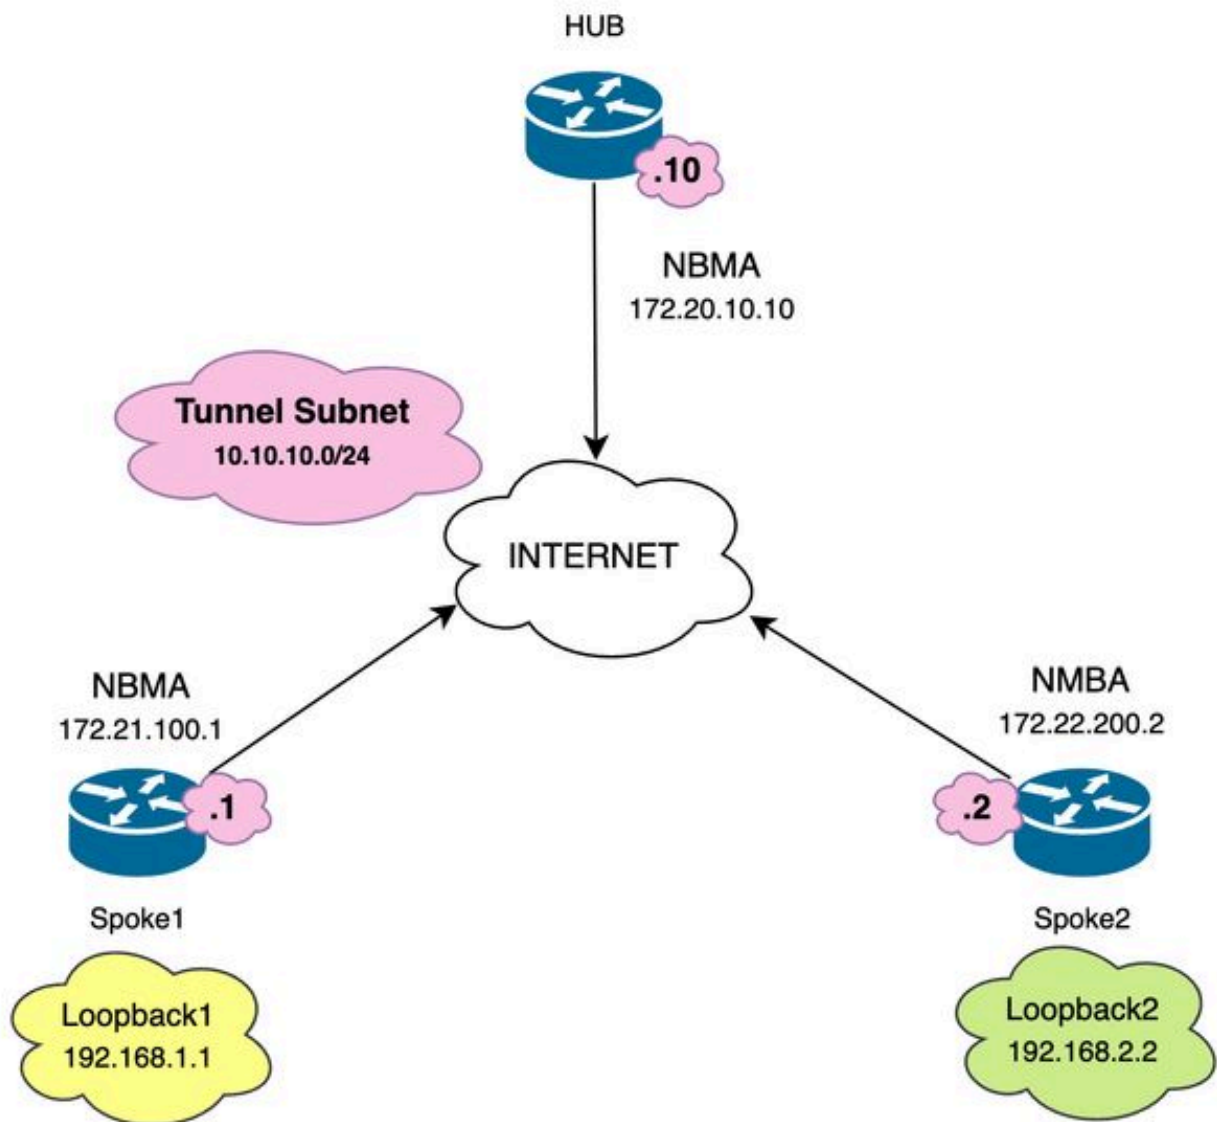 HUB
.10
NBMA
172.20.10.10
Tunnel Subnet
10.10.10.0/24
INTERNET
NBMA
172.21.100.1
.1
Spoke1
Loopback1
192.168.1.1
NMBA
172.22.200.2
.2
Spoke2
Loopback2
192.168.2.2